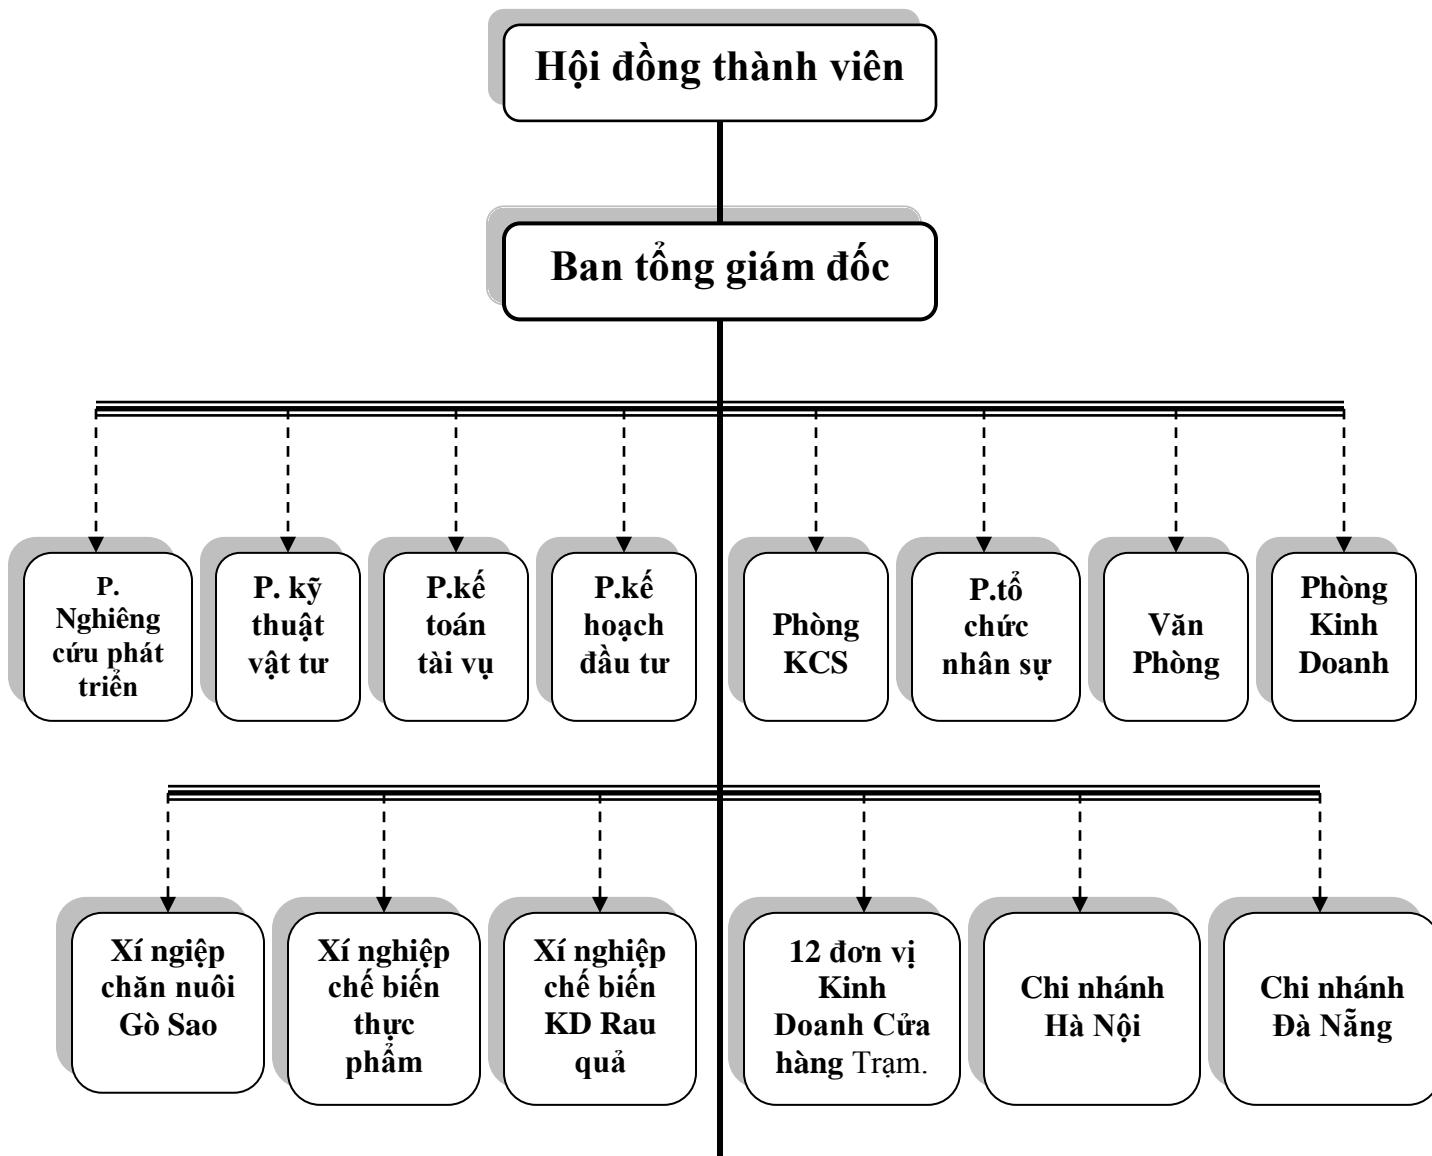 Hội đồng thành viên
Ban tổng giám đốc
P.
Nghiêng
cứu phát
triển
P. kỹ
thuật
vật tư
P.kế
toán
tài vụ
P.kế
hoạch
đầu tư
Phòng
KCS
P.tổ
chức
nhân sự
Văn
Phòng
Phòng
Kinh
Doanh
Xí ngiệp
chăn nuôi
Gò Sao
Xí nghiệp
chế biến
thực
phẩm
Xí nghiệp
chế biến
KD Rau
quả
12 đơn vị
Kinh
Doanh Cửa
hàng Trạm.
Chi nhánh
Hà Nội
Chi nhánh
Đà Nẵng